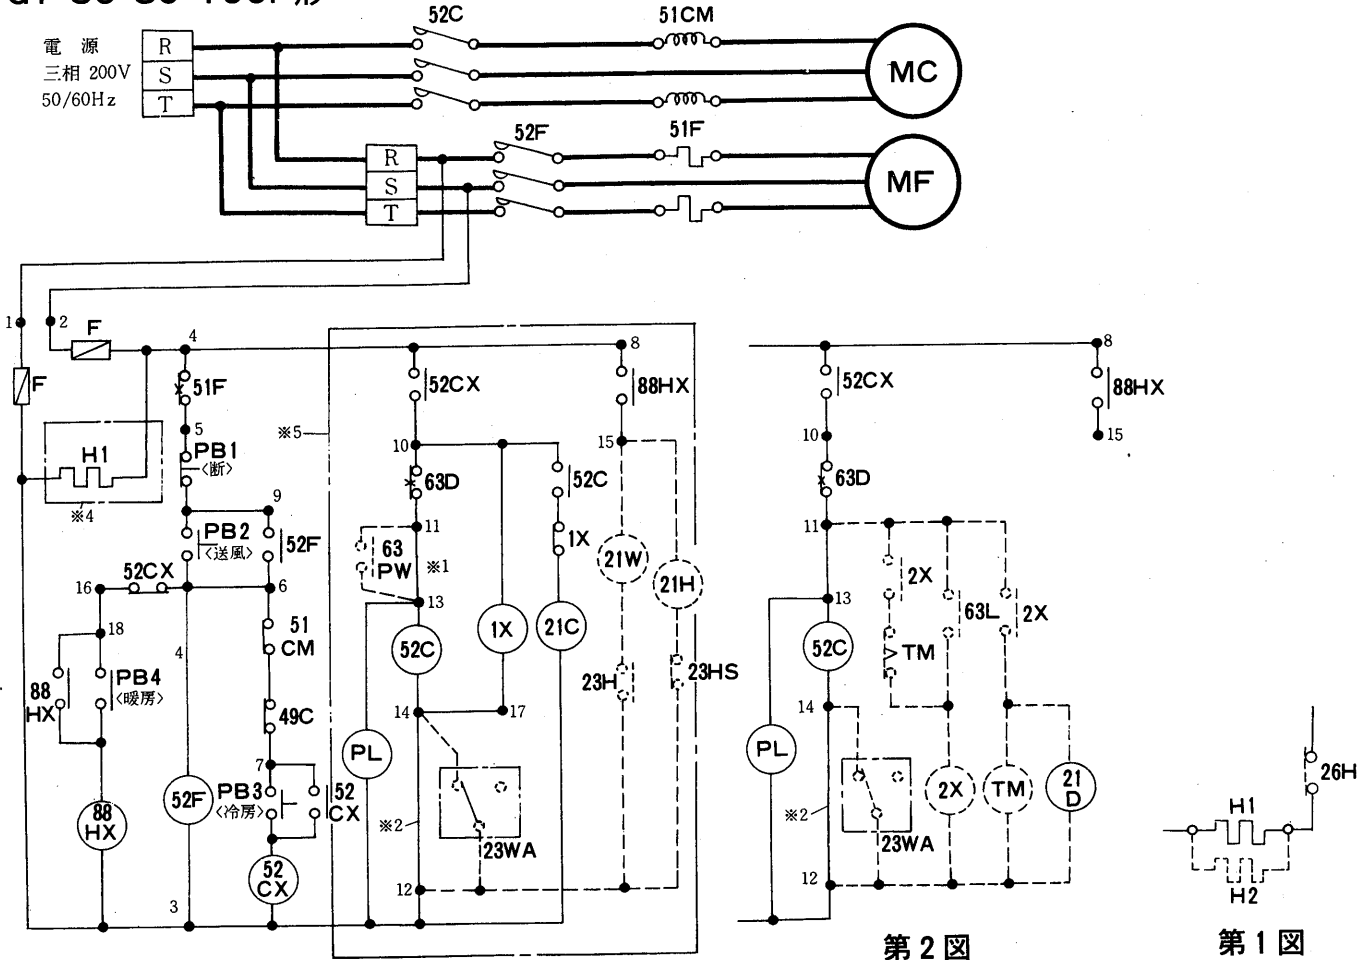 52C
51CM
電源
三相 200V
50/60Hz
R
S
T
MC
52F
51F
R
S
T
MF
1
2
F
4
8
8
F
51F
52CX
88HX
52CX
88HX
5
※5
10
15
10
15
H1
PB1
〈断〉
63D
52C
63D
※4
9
11
11
PB2
〈送風〉
52F
63
PW
※1
1X
21W
21H
2X
63L
2X
52CX
16
6
13
13
18
51
CM
52C
1X
21C
52C
TM
4
88
HX
PB4
〈暖房〉
23H
23HS
49C
14
17
14
PL
PL
7
26H
52F
PB3
〈冷房〉
52
CX
2X
TM
21
D
88
HX
※2
※2
H1
23WA
23WA
52
CX
12
12
H2
3
第2図
第1図